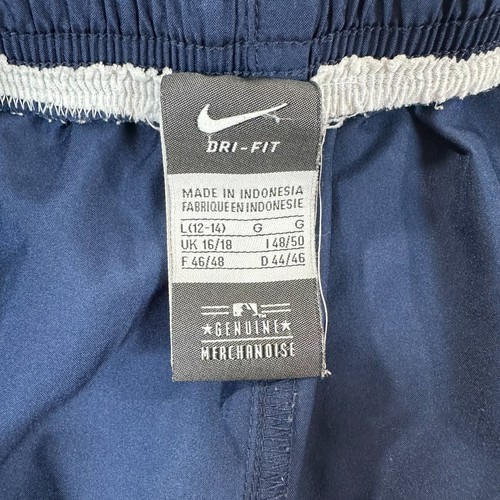 DRI-FIT
MADE IN INDONESIA
FABRIQUE EN INDONESIE
L(12-14) G G
UK 16/18 I 48/50
F 46/48 D 44/46
★ GENUINE ★
MERCHANDISE